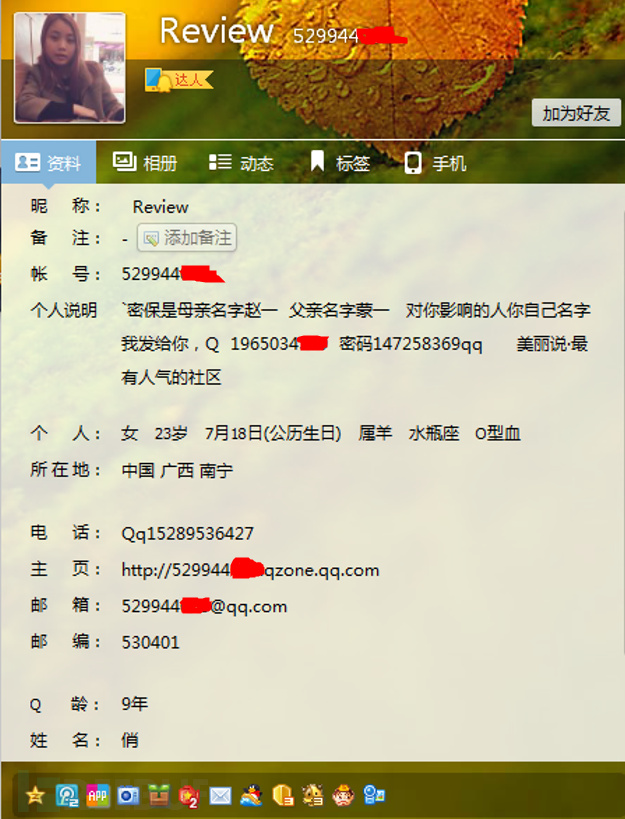 Review 529944
达人
加为好友
资料 相册 动态 标签 手机
昵 称： Review
备 注： - 添加备注
帐 号： 529944
个人说明 `密保是母亲名字赵一 父亲名字蒙一 对你影响的人你自己名字
我发给你，Q 1965034 密码147258369qq 美丽说·最
有人气的社区
个 人： 女 23岁 7月18日(公历生日) 属羊 水瓶座 O型血
所在地： 中国 广西 南宁
电 话： Qq15289536427
主 页： http://529944 qzone.qq.com
邮 箱： 529944 @qq.com
邮 编： 530401
Q 龄： 9年
姓 名： 俏
APP 2